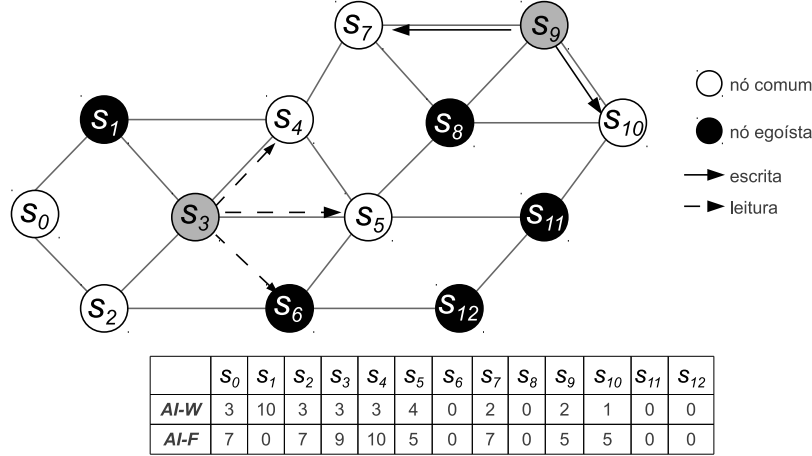 S7
S9
S1
S4
S8
S10
S0
S3
S5
S11
S2
S6
S12
nó comum
nó egoísta
escrita
leitura
S0 S1 S2 S3 S4 S5 S6 S7 S8 S9 S10 S11 S12
AI-W 3 10 3 3 3 4 0 2 0 2 1 0 0
AI-F 7 0 7 9 10 5 0 7 0 5 5 0 0